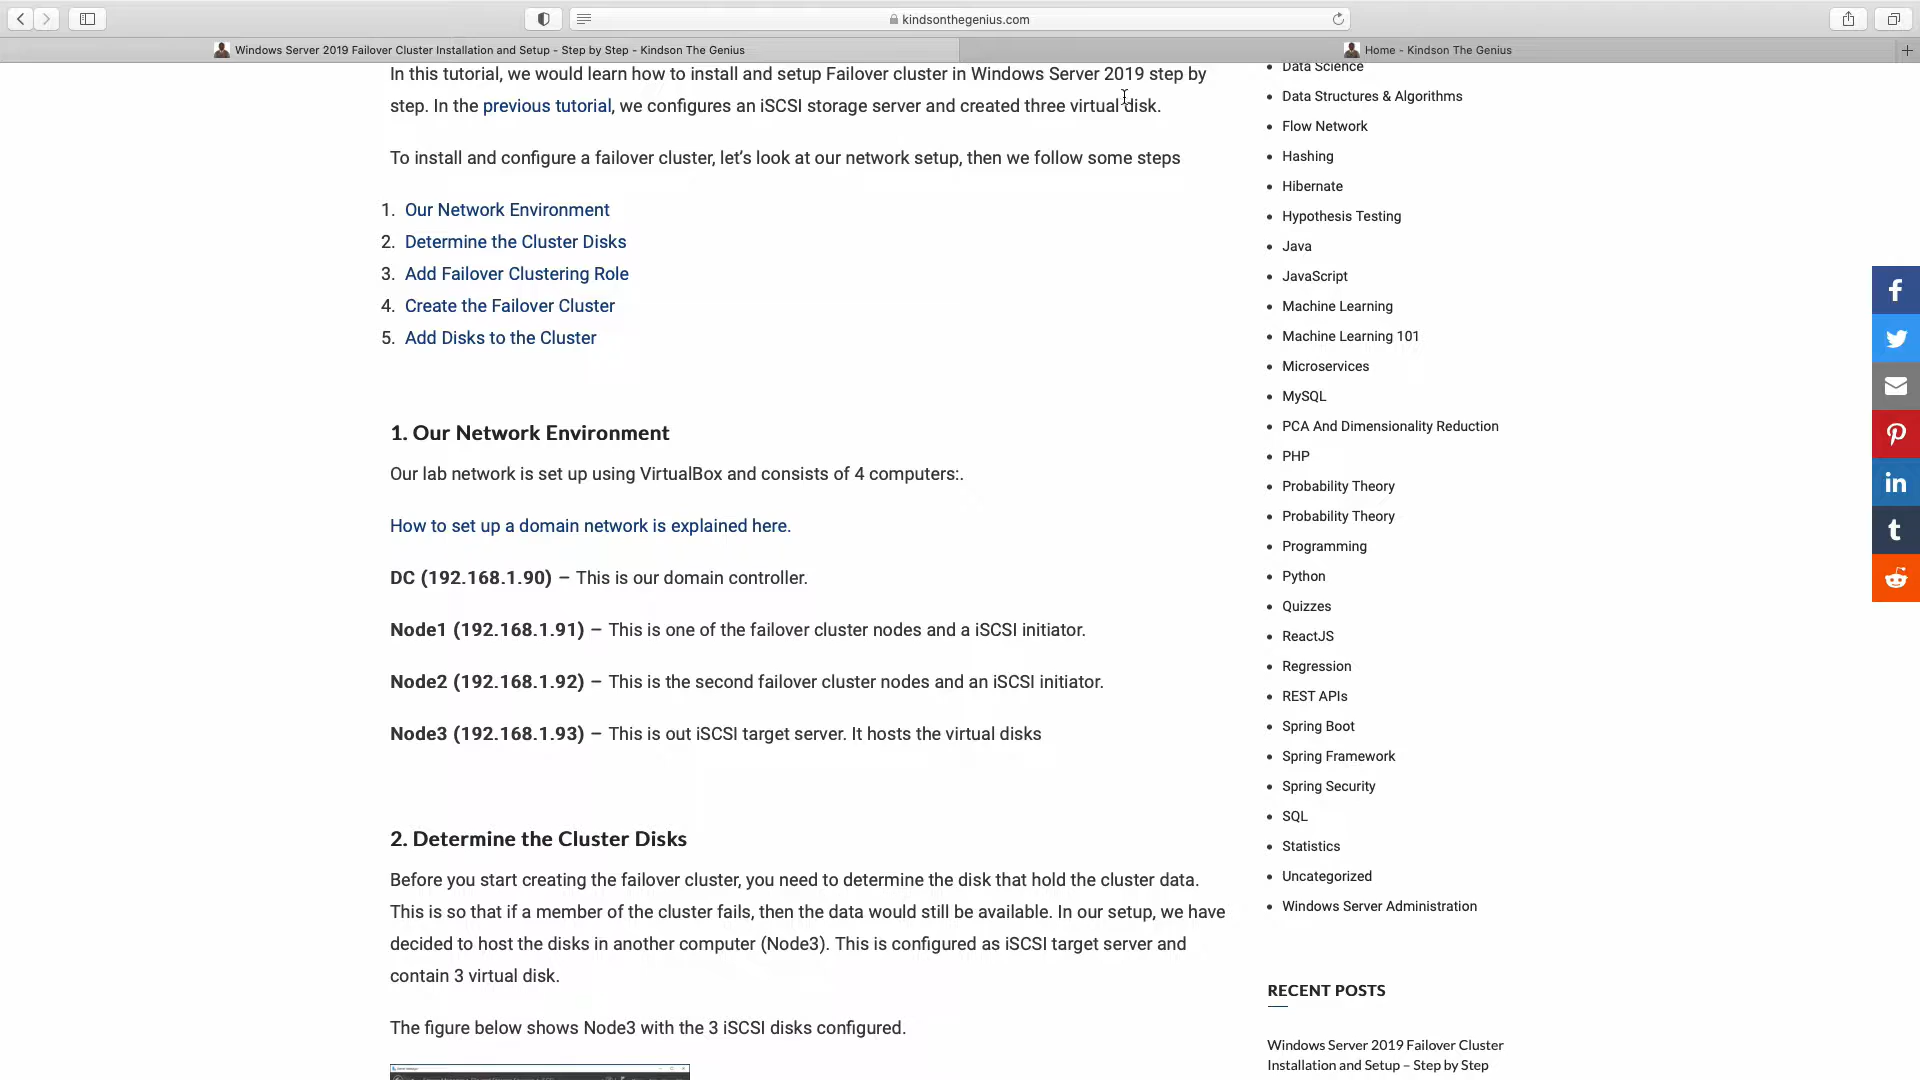 kindsonthegenius.com
Windows Server 2019 Failover Cluster Installation and Setup - Step by Step - Kindson The Genius
Home - Kindson The Genius
In this tutorial, we would learn how to install and setup Failover cluster in Windows Server 2019 step by
step. In the previous tutorial, we configures an iSCSI storage server and created three virtual disk.
To install and configure a failover cluster, let's look at our network setup, then we follow some steps
1. Our Network Environment
2. Determine the Cluster Disks
3. Add Failover Clustering Role
4. Create the Failover Cluster
5. Add Disks to the Cluster
1. Our Network Environment
Our lab network is set up using VirtualBox and consists of 4 computers:.
How to set up a domain network is explained here.
DC (192.168.1.90) – This is our domain controller.
Node1 (192.168.1.91) – This is one of the failover cluster nodes and a iSCSI initiator.
Node2 (192.168.1.92) – This is the second failover cluster nodes and an iSCSI initiator.
Node3 (192.168.1.93) – This is out iSCSI target server. It hosts the virtual disks
2. Determine the Cluster Disks
Before you start creating the failover cluster, you need to determine the disk that hold the cluster data.
This is so that if a member of the cluster fails, then the data would still be available. In our setup, we have
decided to host the disks in another computer (Node3). This is configured as iSCSI target server and
contain 3 virtual disk.
The figure below shows Node3 with the 3 iSCSI disks configured.
Data Science
Data Structures & Algorithms
Flow Network
Hashing
Hibernate
Hypothesis Testing
Java
JavaScript
Machine Learning
Machine Learning 101
Microservices
MySQL
PCA And Dimensionality Reduction
PHP
Probability Theory
Probability Theory
Programming
Python
Quizzes
ReactJS
Regression
REST APIs
Spring Boot
Spring Framework
Spring Security
SQL
Statistics
Uncategorized
Windows Server Administration
RECENT POSTS
Windows Server 2019 Failover Cluster
Installation and Setup – Step by Step